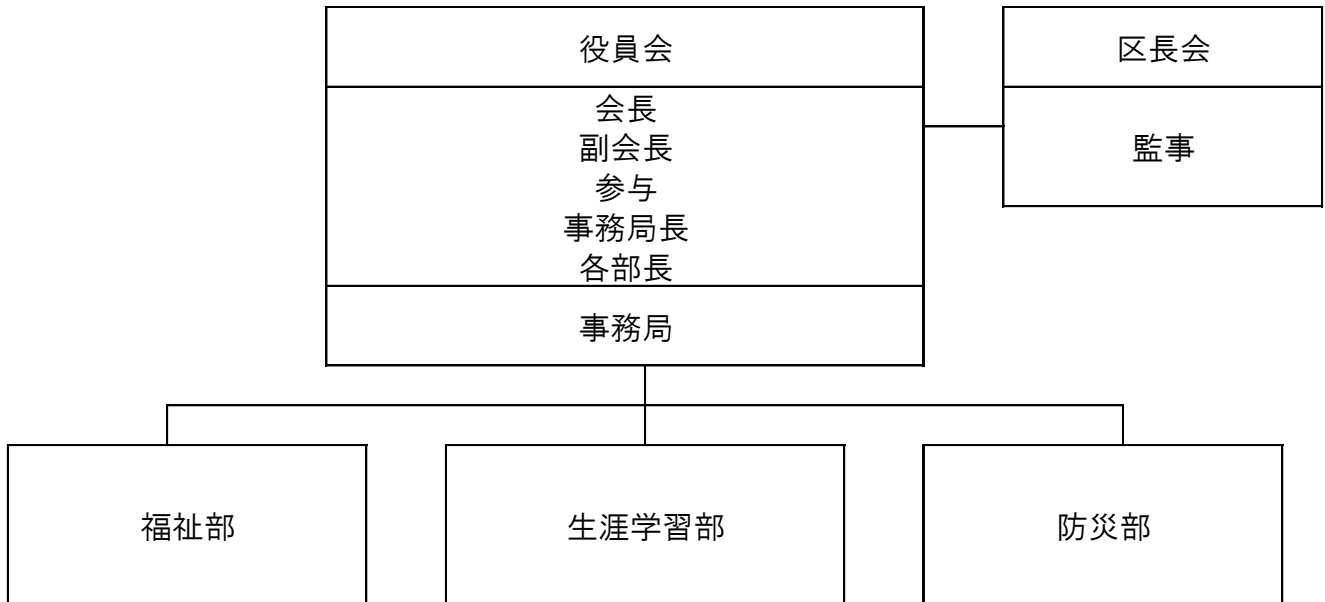 役員会
会長
副会長
参与
事務局長
各部長
事務局
区長会
監事
福祉部
生涯学習部
防災部